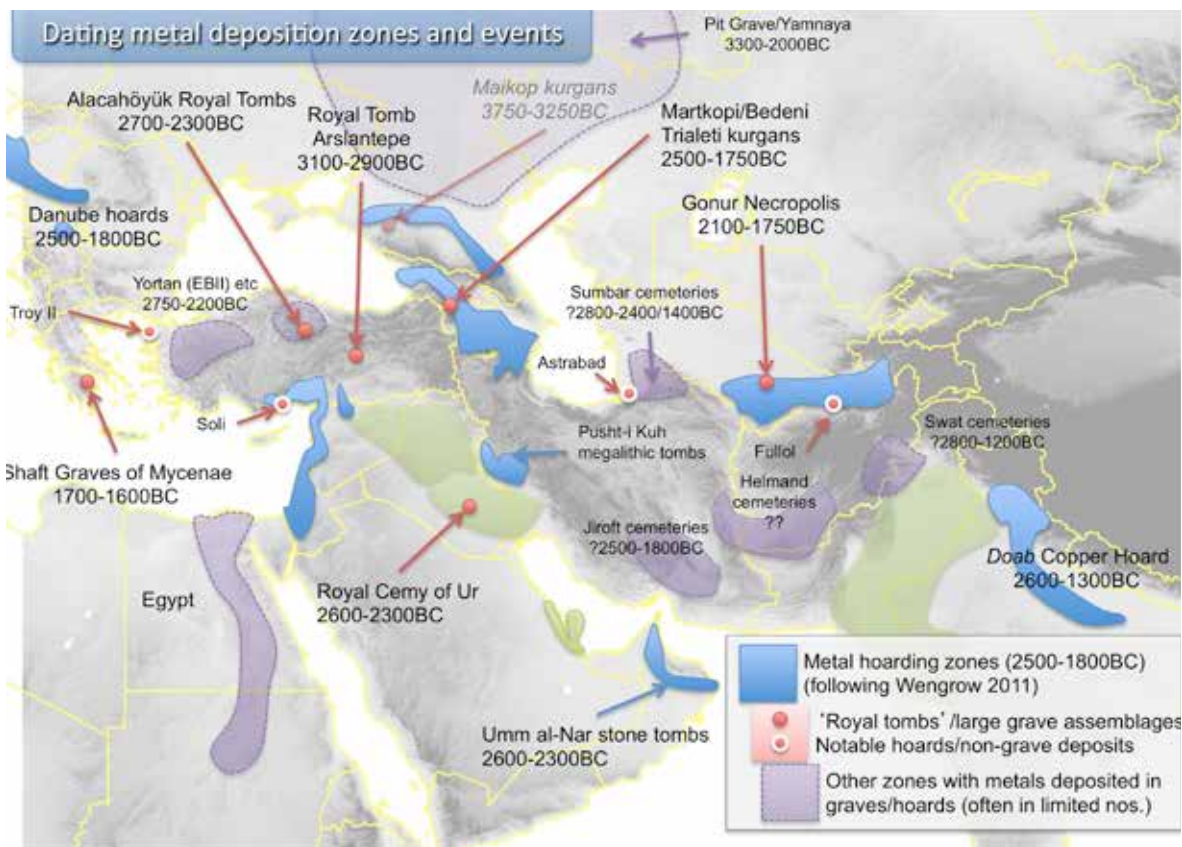 Dating metal deposition zones and events
Pit Grave/Yamnaya
3300-2000BC
Maikop kurgans
3750-3250BC
Alacahöyük Royal Tombs
2700-2300BC
Royal Tomb
Arslantepe
3100-2900BC
Martkopi/Bedeni
Trialeti kurgans
2500-1750BC
Danube hoards
2500-1800BC
Gonur Necropolis
2100-1750BC
Yortan (EBII) etc
2750-2200BC
Troy II
Sumbar cemeteries
?2800-2400/1400BC
Astrabad
Soli
Pusht-i Kuh
megalithic tombs
Fullol
Swat cemeteries
?2800-1200BC
Shaft Graves of Mycenae
1700-1600BC
Helmand
cemeteries
??
Jiroft cemeteries
?2500-1800BC
Doab Copper Hoard
2600-1300BC
Egypt
Royal Cemy of Ur
2600-2300BC
Umm al-Nar stone tombs
2600-2300BC
Metal hoarding zones (2500-1800BC)
(following Wengrow 2011)
'Royal tombs'/large grave assemblages
Notable hoards/non-grave deposits
Other zones with metals deposited in
graves/hoards (often in limited nos.)